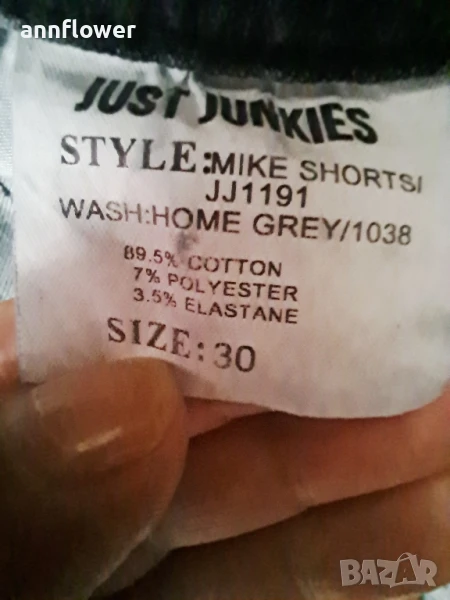 annflower
JUST JUNKIES
STYLE:MIKE SHORTS/
JJ1191
WASH:HOME GREY/1038
89.5% COTTON
7% POLYESTER
3.5% ELASTANE
SIZE:30
BAZAR